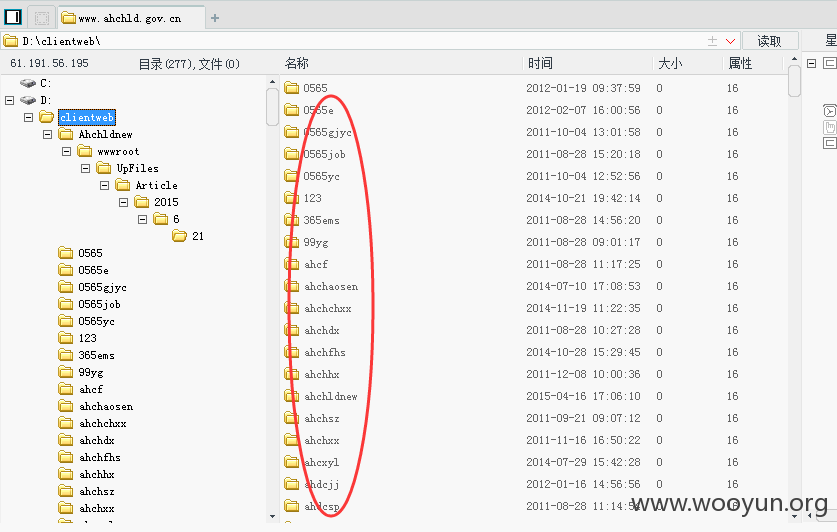 www.ahchld.gov.cn
D:\clientweb\
读取
星
61.191.56.195
目录(277),文件(0)
名称 时间 大小 属性
C:
D:
clientweb
Ahchldnew
wwwroot
UpFiles
Article
2015
6
21
0565
0565e
0565gjyc
0565job
0565yc
123
365ems
99yg
ahcf
ahchaosen
ahchchxx
ahchdx
ahchfhs
ahchhx
ahchsz
ahchxx
0565 2012-01-19 09:37:59 0 16
0565e 2012-02-07 16:00:56 0 16
0565gjyc 2011-10-04 13:01:58 0 16
0565job 2011-08-28 15:20:18 0 16
0565yc 2011-10-04 12:52:56 0 16
123 2014-10-21 19:42:14 0 16
365ems 2011-08-28 14:56:20 0 16
99yg 2011-08-28 09:01:17 0 16
ahcf 2011-08-28 11:17:25 0 16
ahchaosen 2014-07-10 17:08:53 0 16
ahchchxx 2014-11-19 11:22:35 0 16
ahchdx 2011-08-28 10:27:28 0 16
ahchfhs 2014-10-28 15:29:45 0 16
ahchhx 2011-12-08 10:00:36 0 16
ahchldnew 2015-04-16 17:06:10 0 16
ahchsz 2011-09-21 09:07:12 0 16
ahchxx 2011-11-16 16:50:22 0 16
ahcxyl 2014-07-29 15:42:28 0 16
ahdcjj 2012-01-16 14:56:56 0 16
ahdcsp 2011-08-28 11:14:5 0 16
www.wooyun.org